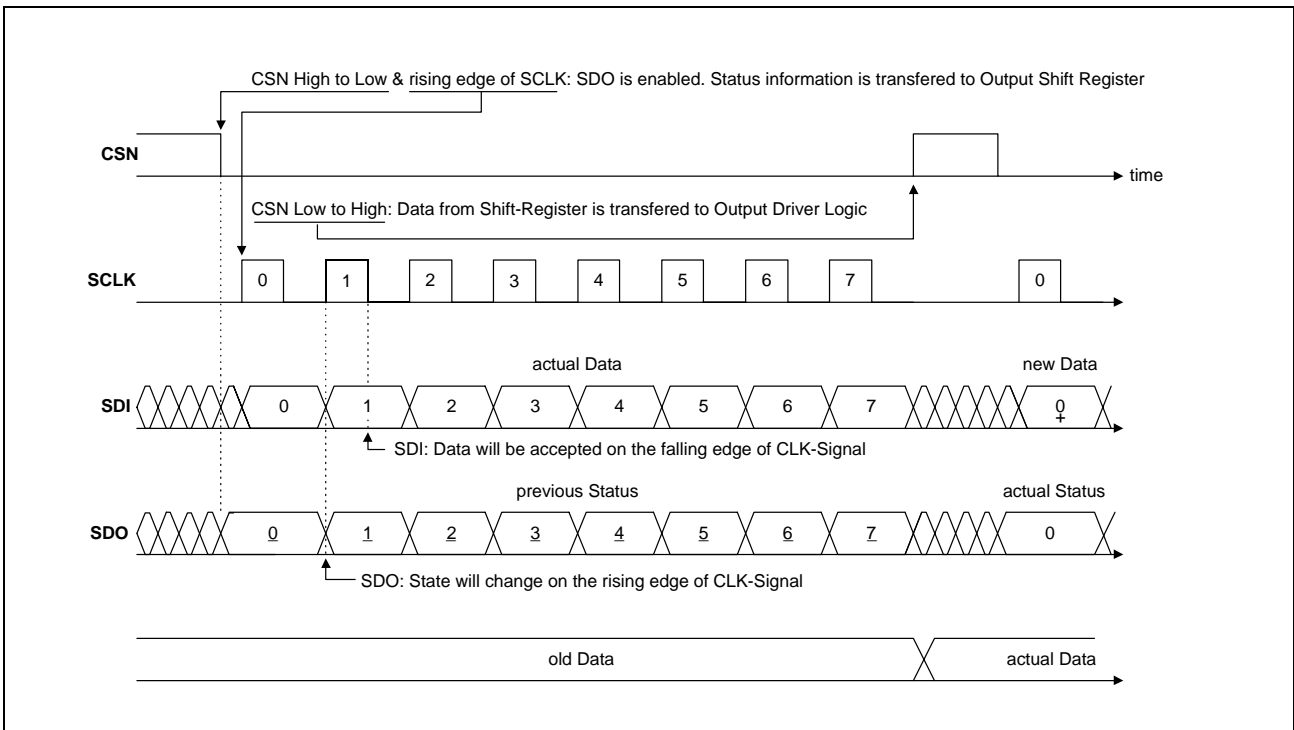 CSN High to Low & rising edge of SCLK: SDO is enabled. Status information is transfered to Output Shift Register
CSN
time
CSN Low to High: Data from Shift-Register is transfered to Output Driver Logic
SCLK 0 1 2 3 4 5 6 7 0
actual Data new Data
SDI 0 1 2 3 4 5 6 7 0
+
SDI: Data will be accepted on the falling edge of CLK-Signal
previous Status actual Status
SDO 0 1 2 3 4 5 6 7 0
SDO: State will change on the rising edge of CLK-Signal
old Data actual Data